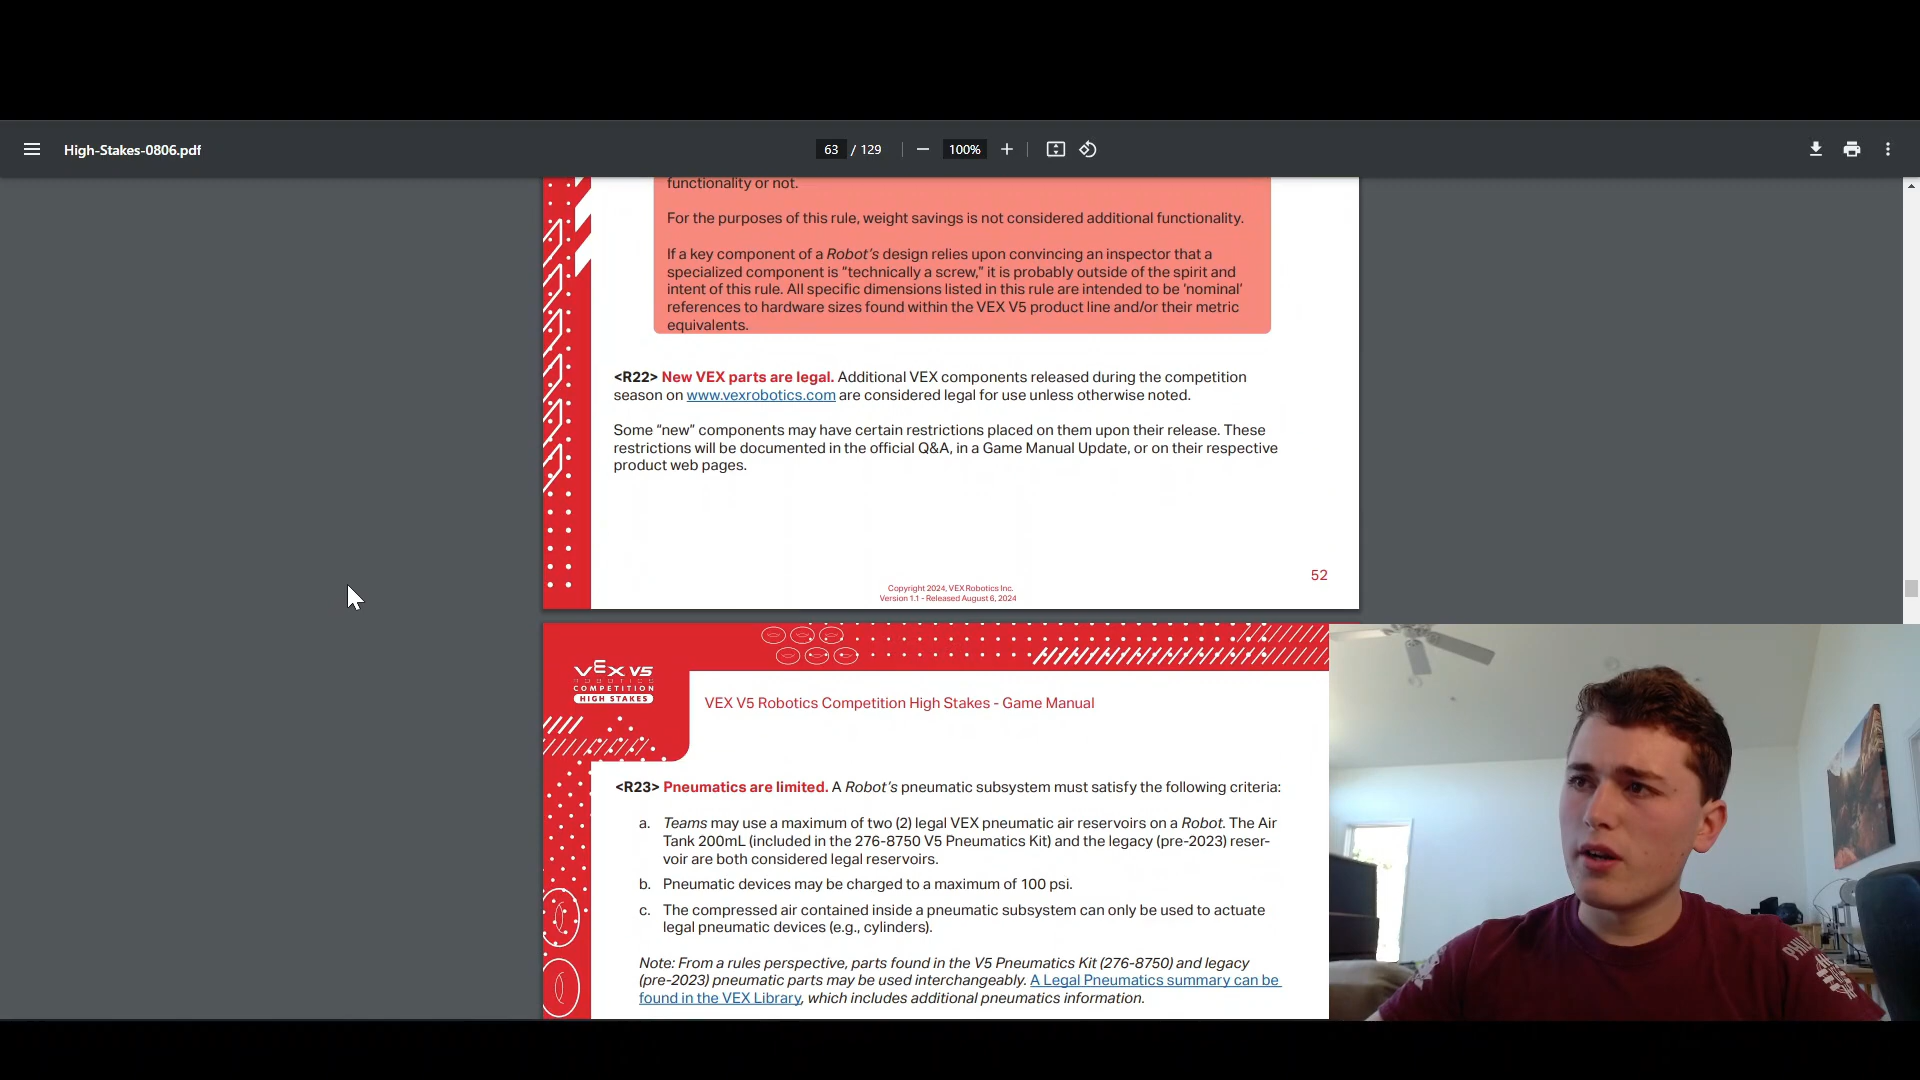 High-Stakes-0806.pdf
63 / 129
100%
functionality or not.
For the purposes of this rule, weight savings is not considered additional functionality.
If a key component of a Robot’s design relies upon convincing an inspector that a
specialized component is “technically a screw,” it is probably outside of the spirit and
intent of this rule. All specific dimensions listed in this rule are intended to be ‘nominal’
references to hardware sizes found within the VEX V5 product line and/or their metric
equivalents.
<R22> New VEX parts are legal. Additional VEX components released during the competition
season on www.vexrobotics.com are considered legal for use unless otherwise noted.
Some “new” components may have certain restrictions placed on them upon their release. These
restrictions will be documented in the official Q&A, in a Game Manual Update, or on their respective
product web pages.
52
Copyright 2024, VEX Robotics Inc.
Version 1.1 - Released August 6, 2024
VEX V5
ROBOTICS
COMPETITION
HIGH STAKES
VEX V5 Robotics Competition High Stakes - Game Manual
<R23> Pneumatics are limited. A Robot’s pneumatic subsystem must satisfy the following criteria:
a. Teams may use a maximum of two (2) legal VEX pneumatic air reservoirs on a Robot. The Air
Tank 200mL (included in the 276-8750 V5 Pneumatics Kit) and the legacy (pre-2023) reser-
voir are both considered legal reservoirs.
b. Pneumatic devices may be charged to a maximum of 100 psi.
c. The compressed air contained inside a pneumatic subsystem can only be used to actuate
legal pneumatic devices (e.g., cylinders).
Note: From a rules perspective, parts found in the V5 Pneumatics Kit (276-8750) and legacy
(pre-2023) pneumatic parts may be used interchangeably. A Legal Pneumatics summary can be
found in the VEX Library, which includes additional pneumatics information.